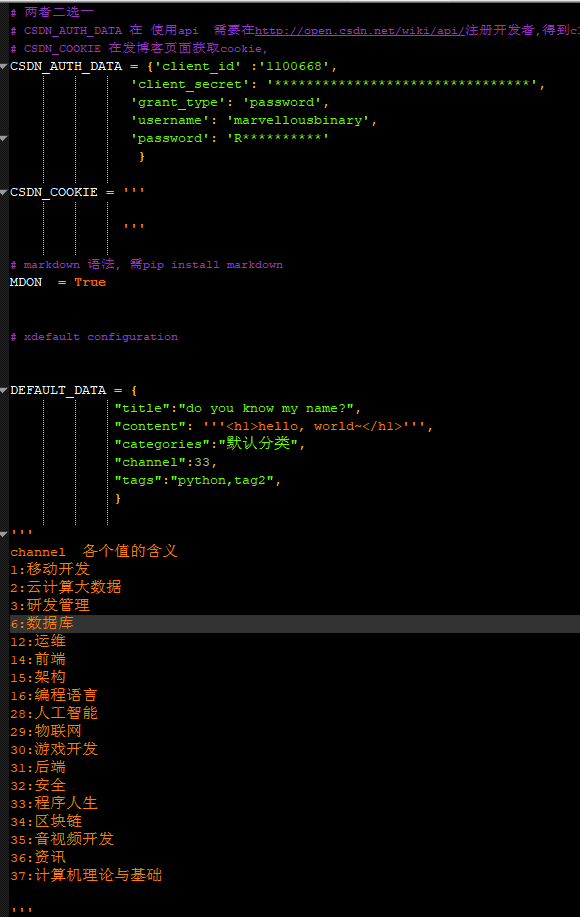 # 两者二选一
# CSDN_AUTH_DATA 在 使用api  需要在http://open.csdn.net/wiki/api/注册开发者,得到cl
# CSDN_COOKIE 在发博客页面获取cookie,
CSDN_AUTH_DATA = {'client_id' :'1100668',
'client_secret': '********************************',
'grant_type': 'password',
'username': 'marvellousbinary',
'password': 'R**********'
}
CSDN_COOKIE = '''
'''
# markdown 语法, 需pip install markdown
MDON  = True
# xdefault configuration
DEFAULT_DATA = {
"title":"do you know my name?",
"content": '''<h1>hello, world~</h1>''',
"categories":"默认分类",
"channel":33,
"tags":"python,tag2",
}
'''
channel  各个值的含义
1:移动开发
2:云计算大数据
3:研发管理
6:数据库
12:运维
14:前端
15:架构
16:编程语言
28:人工智能
29:物联网
30:游戏开发
31:后端
32:安全
33:程序人生
34:区块链
35:音视频开发
36:资讯
37:计算机理论与基础
'''